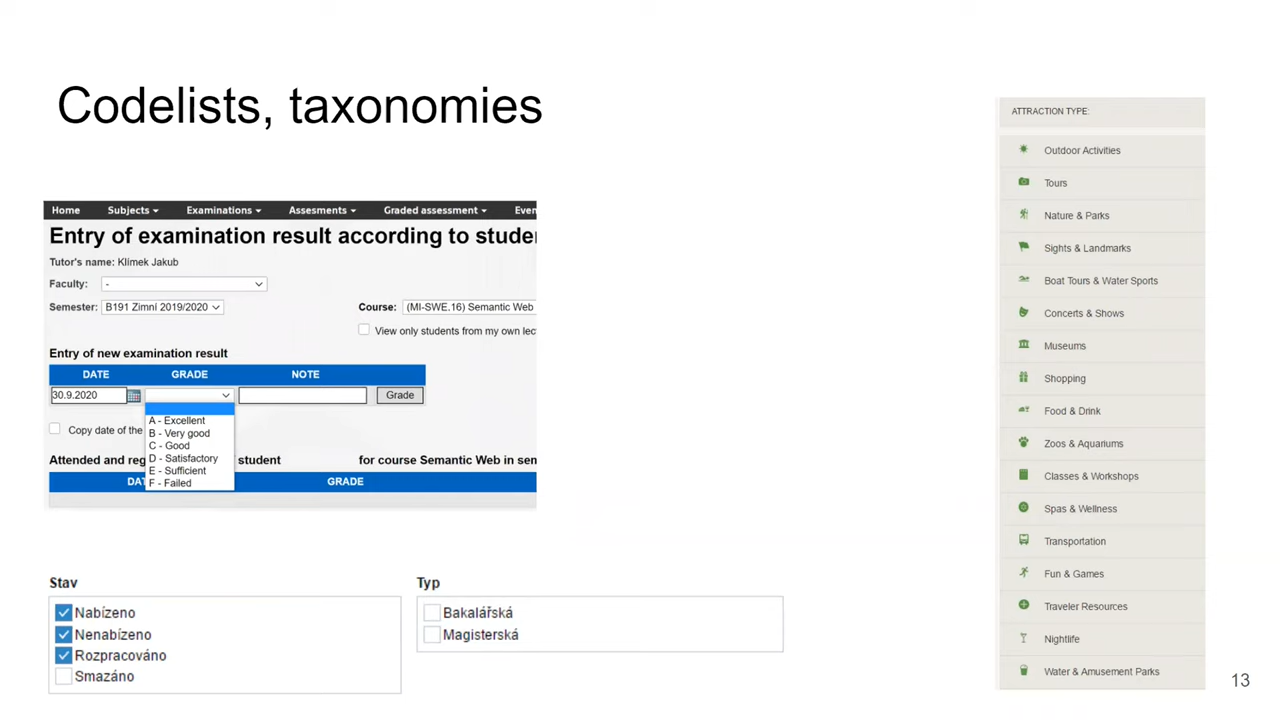 Codelists, taxonomies
Home Subjects Examinations Assesments Graded assessment Even
Entry of examination result according to stude
Tutor's name: Klimek Jakub
Faculty: -
Semester: B191 Zimní 2019/2020 Course: (MI-SWE.16) Semantic Web
View only students from my own lec
Entry of new examination result
DATE GRADE NOTE
30.9.2020 Grade
A - Excellent
Copy date of the
B - Very good
C - Good
D - Satisfactory
E - Sufficient
F - Failed
Attended and reg student for course Semantic Web in sem
DAT GRADE
Stav
Nabízeno
Nenabízeno
Rozpracováno
Smazáno
Typ
Bakalářská
Magisterská
ATTRACTION TYPE:
Outdoor Activities
Tours
Nature & Parks
Sights & Landmarks
Boat Tours & Water Sports
Concerts & Shows
Museums
Shopping
Food & Drink
Zoos & Aquariums
Classes & Workshops
Spas & Wellness
Transportation
Fun & Games
Traveler Resources
Nightlife
Water & Amusement Parks
13